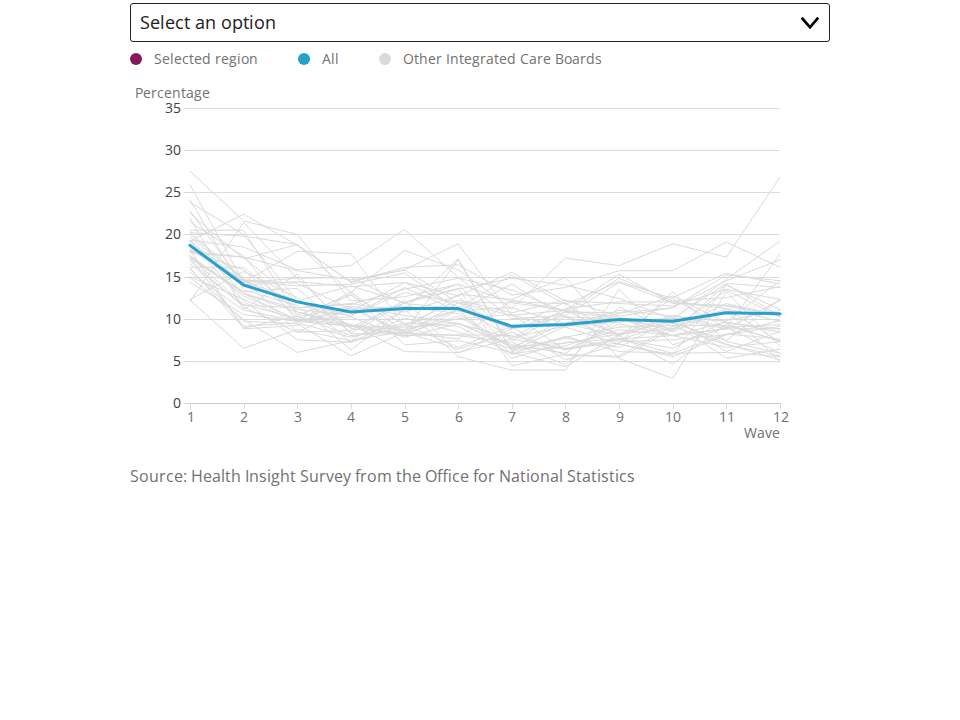 Select an option
Selected region All Other Integrated Care Boards
Percentage
35
30
25
20
15
10
5
0
1 2 3 4 5 6 7 8 9 10 11 12
Wave
Source: Health Insight Survey from the Office for National Statistics